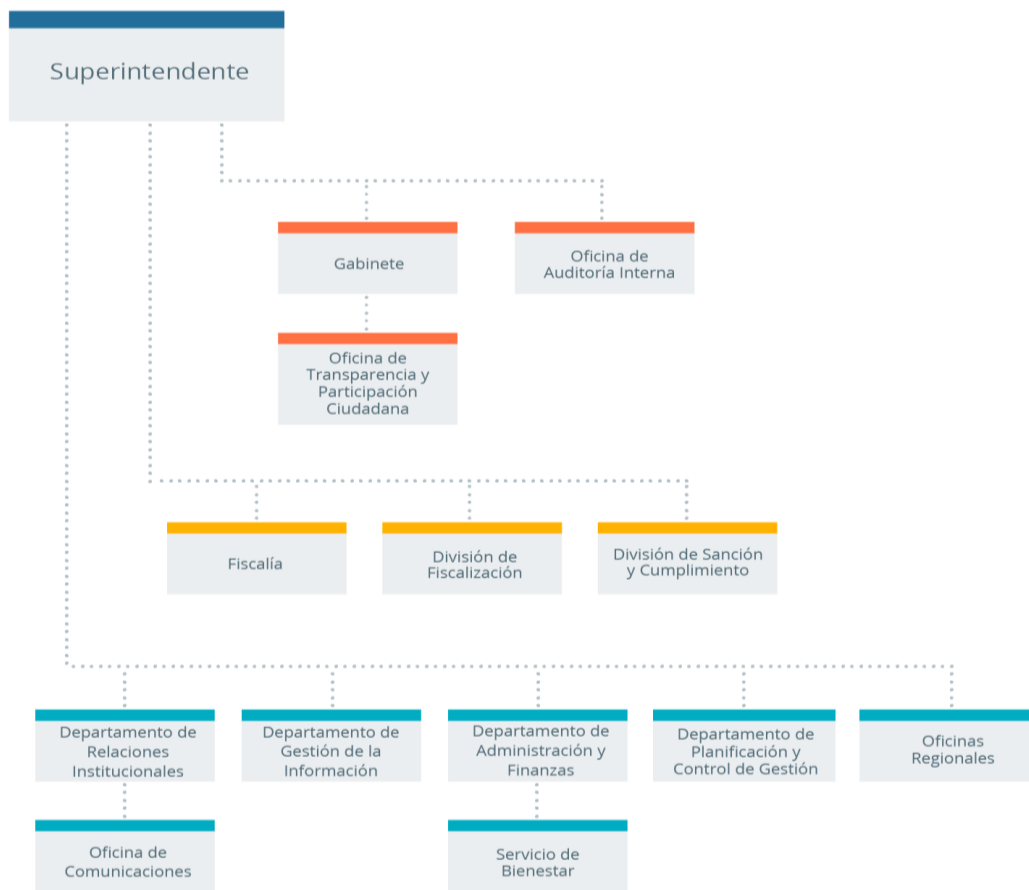 Superintendente
Gabinete
Oficina de
Auditoría Interna
Oficina de
Transparencia y
Participación
Ciudadana
Fiscalía
División de
Fiscalización
División de Sanción
y Cumplimiento
Departamento de
Relaciones
Institucionales
Departamento de
Gestión de la
Información
Departamento de
Administración y
Finanzas
Departamento de
Planificación y
Control de Gestión
Oficinas
Regionales
Oficina de
Comunicaciones
Servicio de
Bienestar